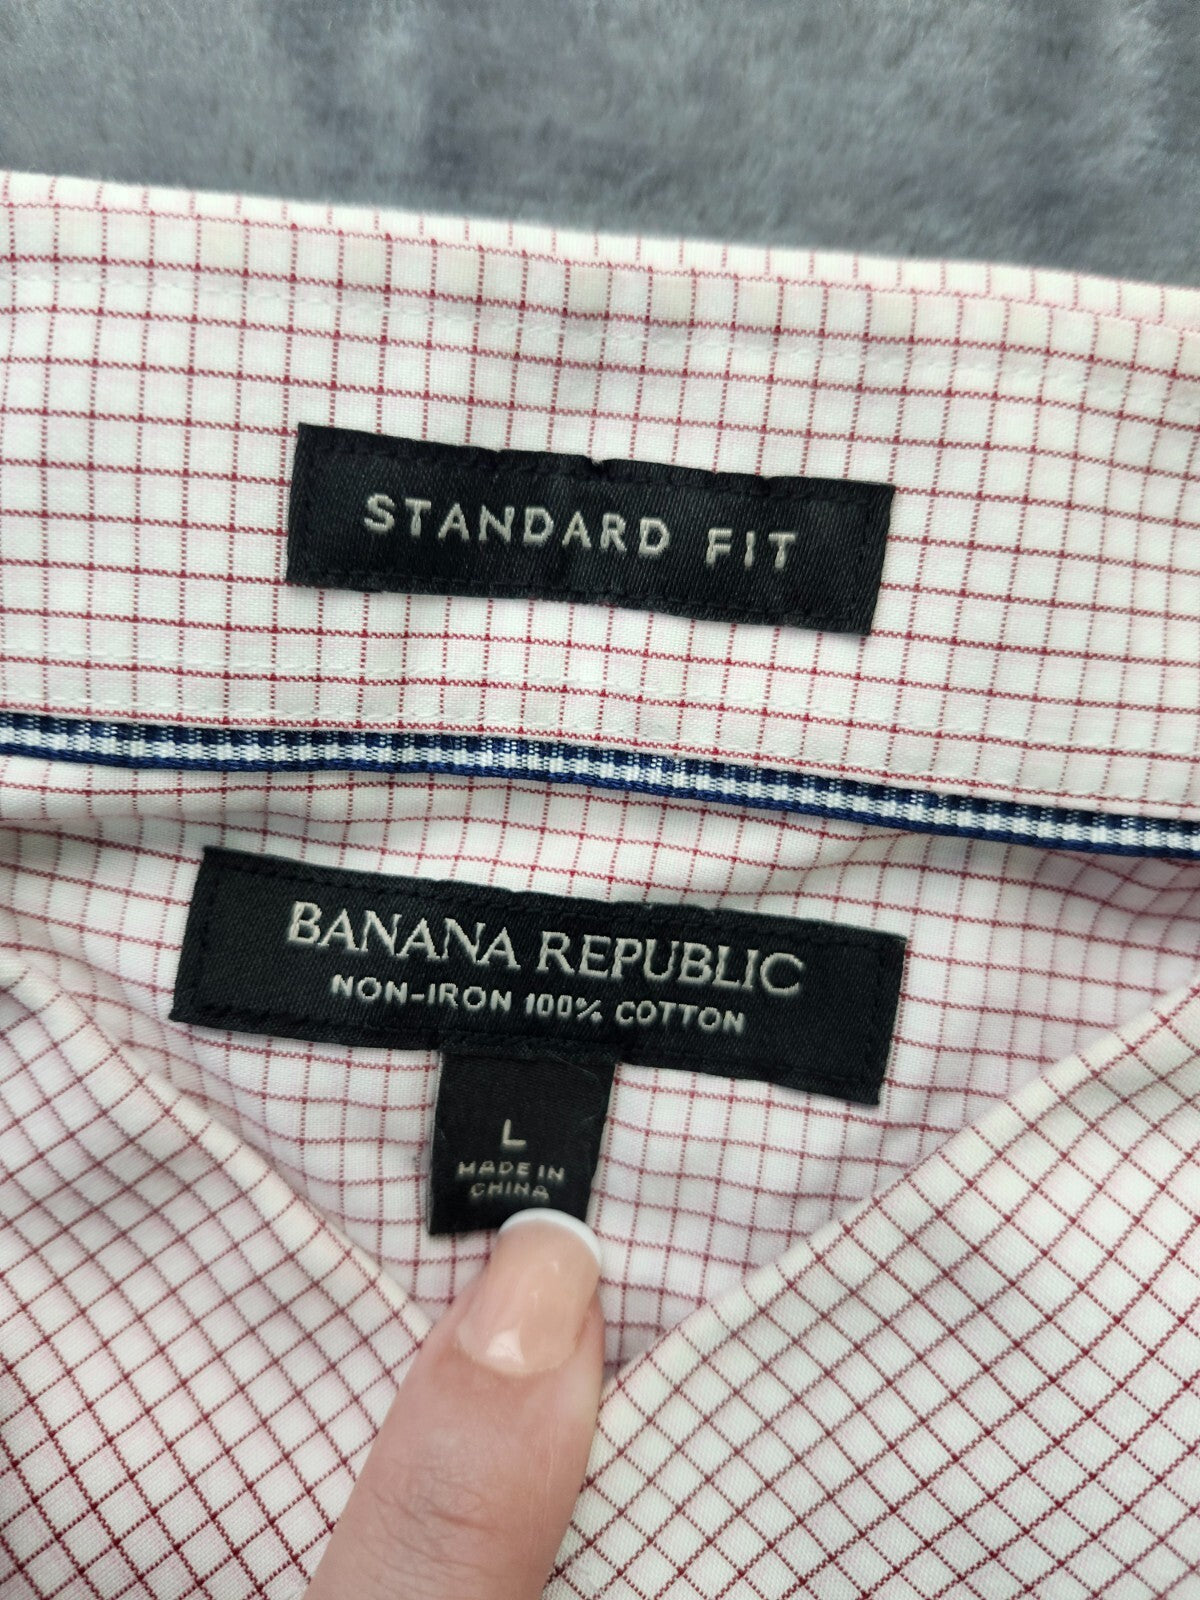 STANDARD FIT
BANANA REPUBLIC
NON-IRON 100% COTTON
L
MADE IN
CHINA